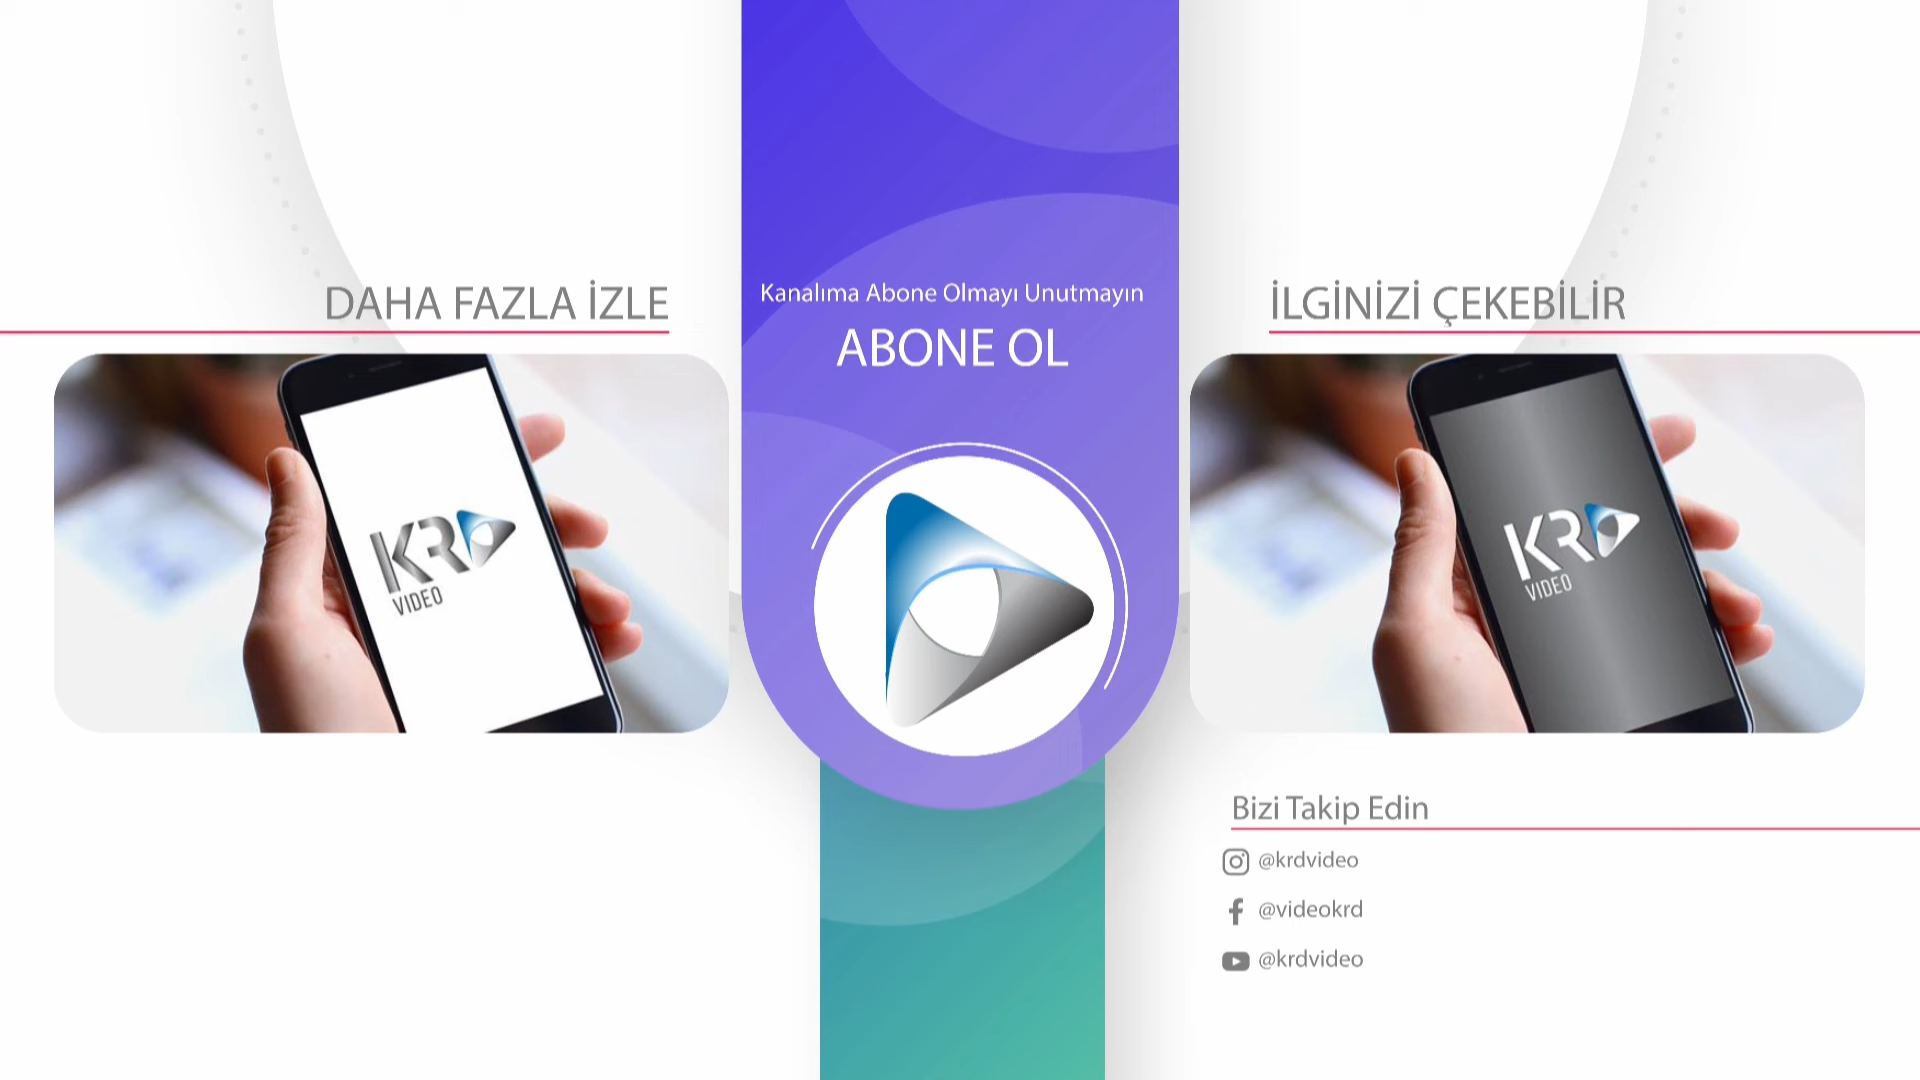 DAHA FAZLA İZLE
KRD
VIDEO
Kanalıma Abone Olmayı Unutmayın
ABONE OL
İLGİNİZİ ÇEKEBİLİR
KRD
VIDEO
Bizi Takip Edin
@krdvideo
@videokrd
@krdvideo